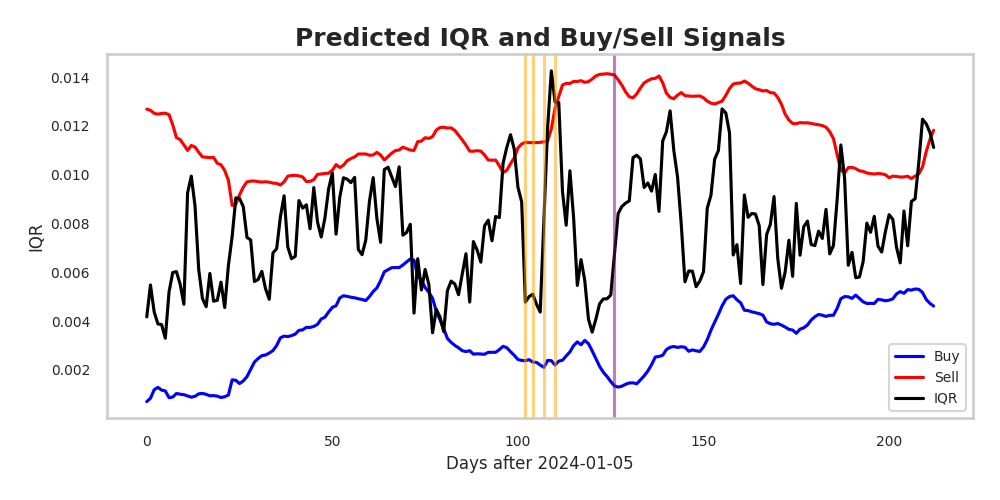 Predicted IQR and Buy/Sell Signals
IQR
0.014
0.012
0.010
0.008
0.006
0.004
0.002
0
50
100
150
200
Days after 2024-01-05
Buy
Sell
IQR